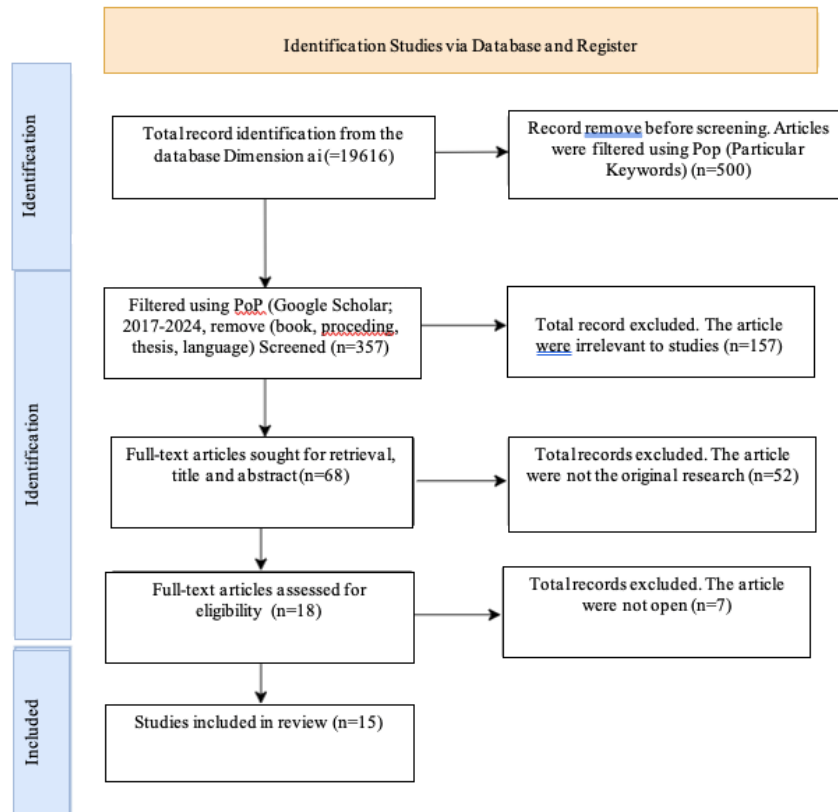 Identification Studies via Database and Register
Identification
Total record identification from the
database Dimension ai (=19616)
Record remove before screening. Articles
were filtered using Pop (Particular
Keywords) (n=500)
Identification
Filtered using PoP (Google Scholar;
2017-2024, remove (book, proceding,
thesis, language) Screened (n=357)
Total record excluded. The article
were irrelevant to studies (n=157)
Full-text articles sought for retrieval,
title and abstract (n=68)
Total records excluded. The article
were not the original research (n=52)
Full-text articles assessed for
eligibility (n=18)
Total records excluded. The article
were not open (n=7)
Included
Studies included in review (n=15)